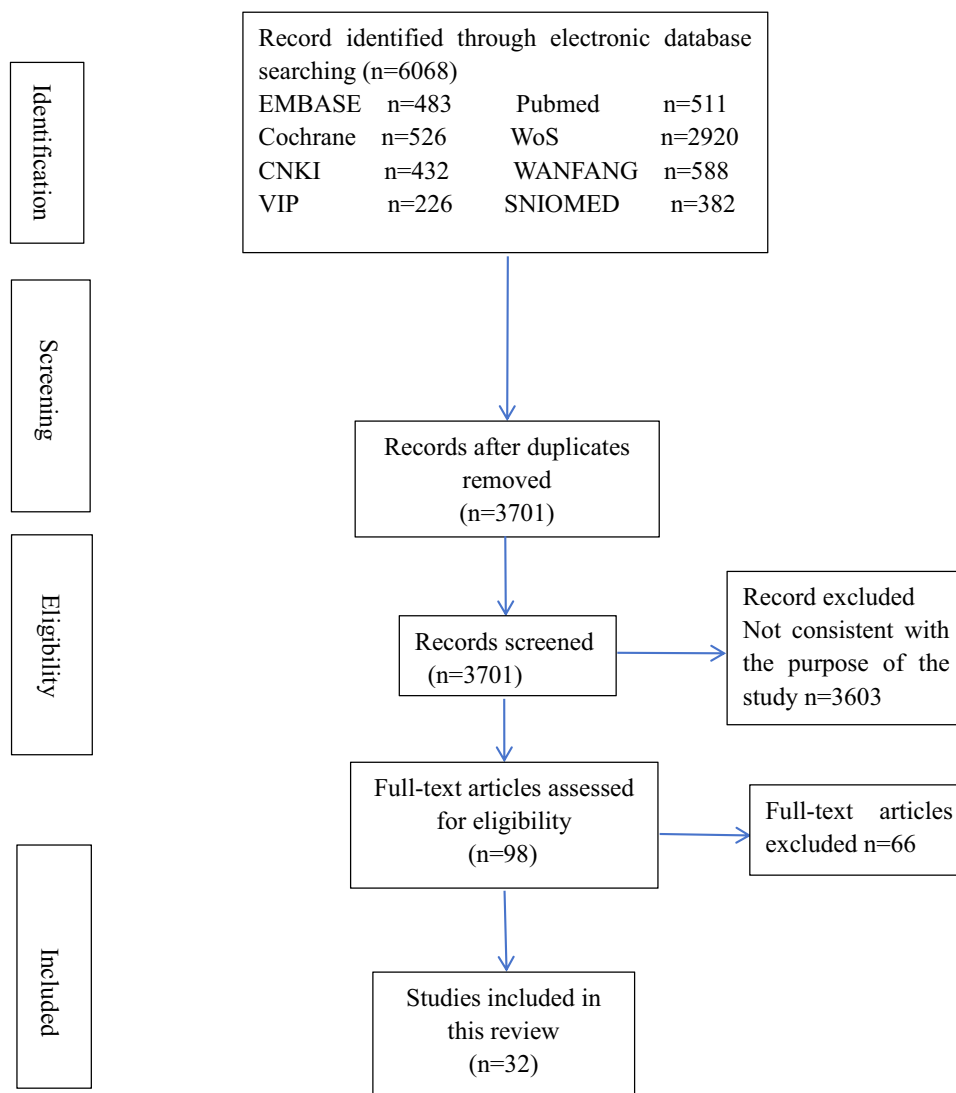 Identification
Record identified through electronic database
searching (n=6068)
EMBASE n=483 Pubmed n=511
Cochrane n=526 WoS n=2920
CNKI n=432 WANFANG n=588
VIP n=226 SNIOMED n=382
Screening
Records after duplicates
removed
(n=3701)
Eligibility
Records screened
(n=3701)
Record excluded
Not consistent with
the purpose of the
study n=3603
Full-text articles assessed
for eligibility
(n=98)
Full-text articles
excluded n=66
Included
Studies included in
this review
(n=32)